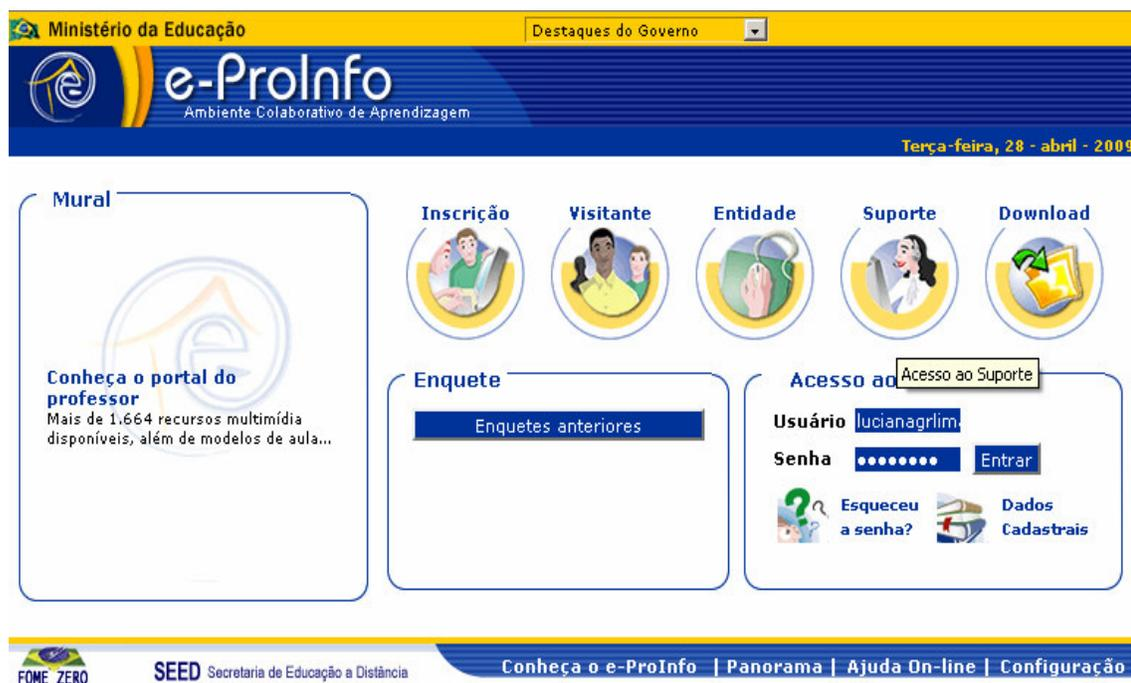 Ministério da Educação
Destaques do Governo
e-ProInfo
Ambiente Colaborativo de Aprendizagem
Terça-feira, 28 - abril - 2009
Mural
Conheça o portal do
professor
Mais de 1.664 recursos multimídia
disponíveis, além de modelos de aula...
Inscrição Visitante Entidade Suporte Download
Enquete
Enquetes anteriores
Acesso ao
Acesso ao Suporte
Usuário lucianagrlim
Senha ●●●●●●●● Entrar
Esqueceu
a senha?
Dados
Cadastrais
FOME ZERO
SEED Secretaria de Educação a Distância
Conheça o e-ProInfo | Panorama | Ajuda On-line | Configuração